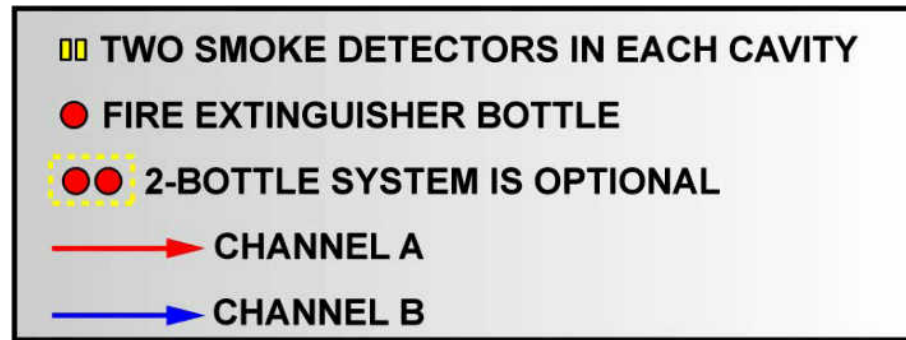 TWO SMOKE DETECTORS IN EACH CAVITY
FIRE EXTINGUISHER BOTTLE
2-BOTTLE SYSTEM IS OPTIONAL
CHANNEL A
CHANNEL B